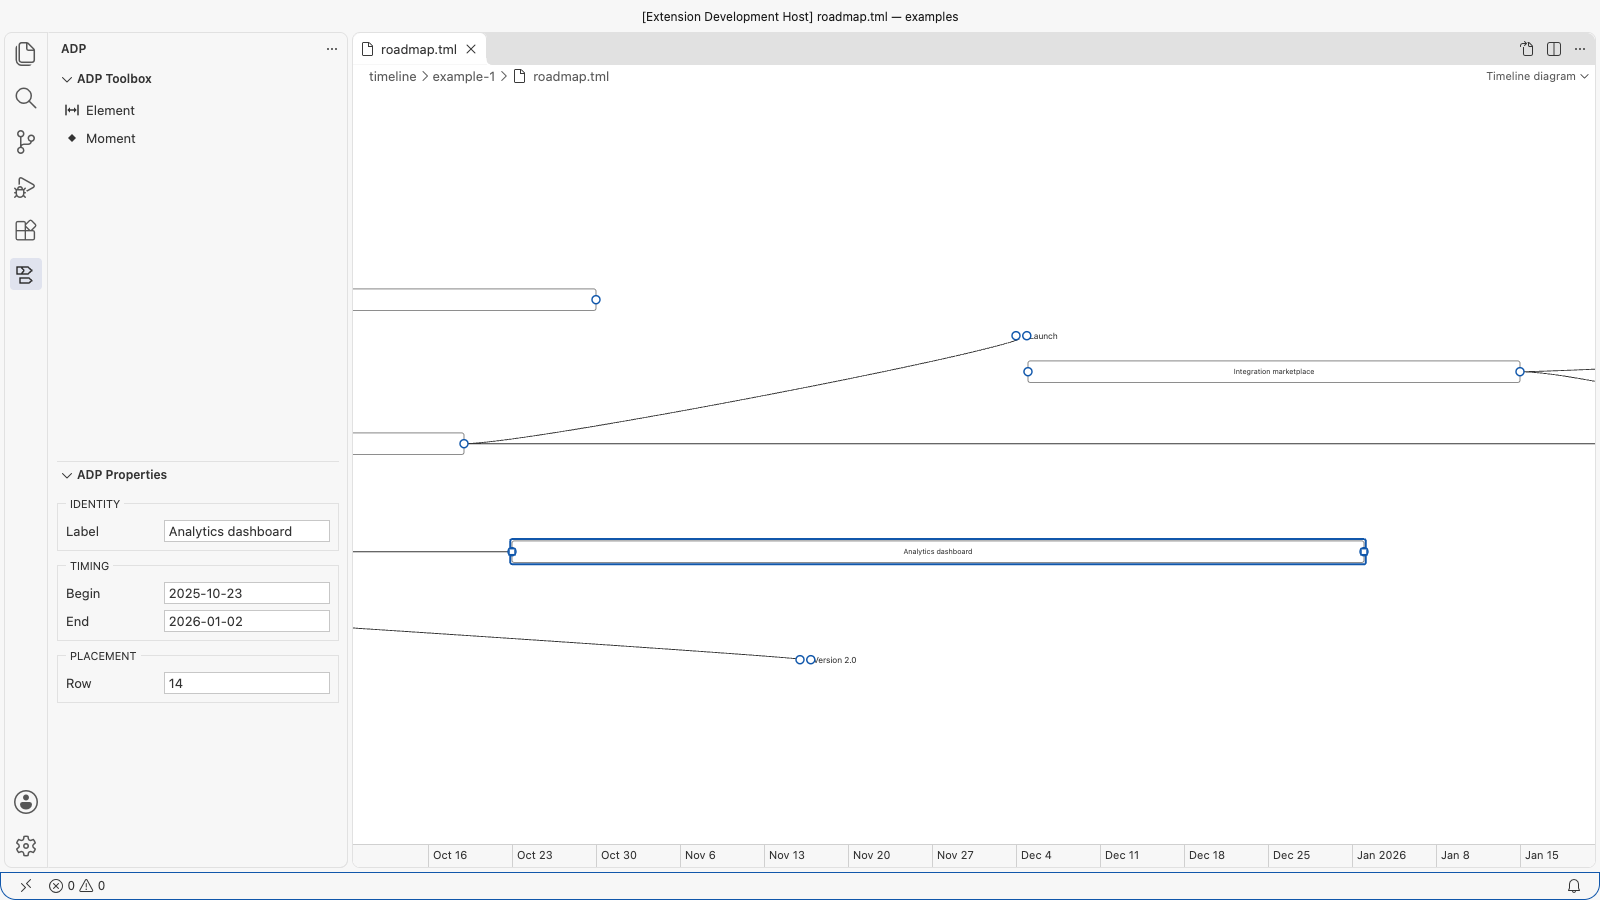 [Extension Development Host] roadmap.tml — examples
ADP
ADP Toolbox
Element
Moment
ADP Properties
IDENTITY
Label Analytics dashboard
TIMING
Begin 2025-10-23
End 2026-01-02
PLACEMENT
Row 14
roadmap.tml
timeline example-1 roadmap.tml
Timeline diagram
Launch
Integration marketplace
Analytics dashboard
Version 2.0
Oct 16 Oct 23 Oct 30 Nov 6 Nov 13 Nov 20 Nov 27 Dec 4 Dec 11 Dec 18 Dec 25 Jan 2026 Jan 8 Jan 15
0 0